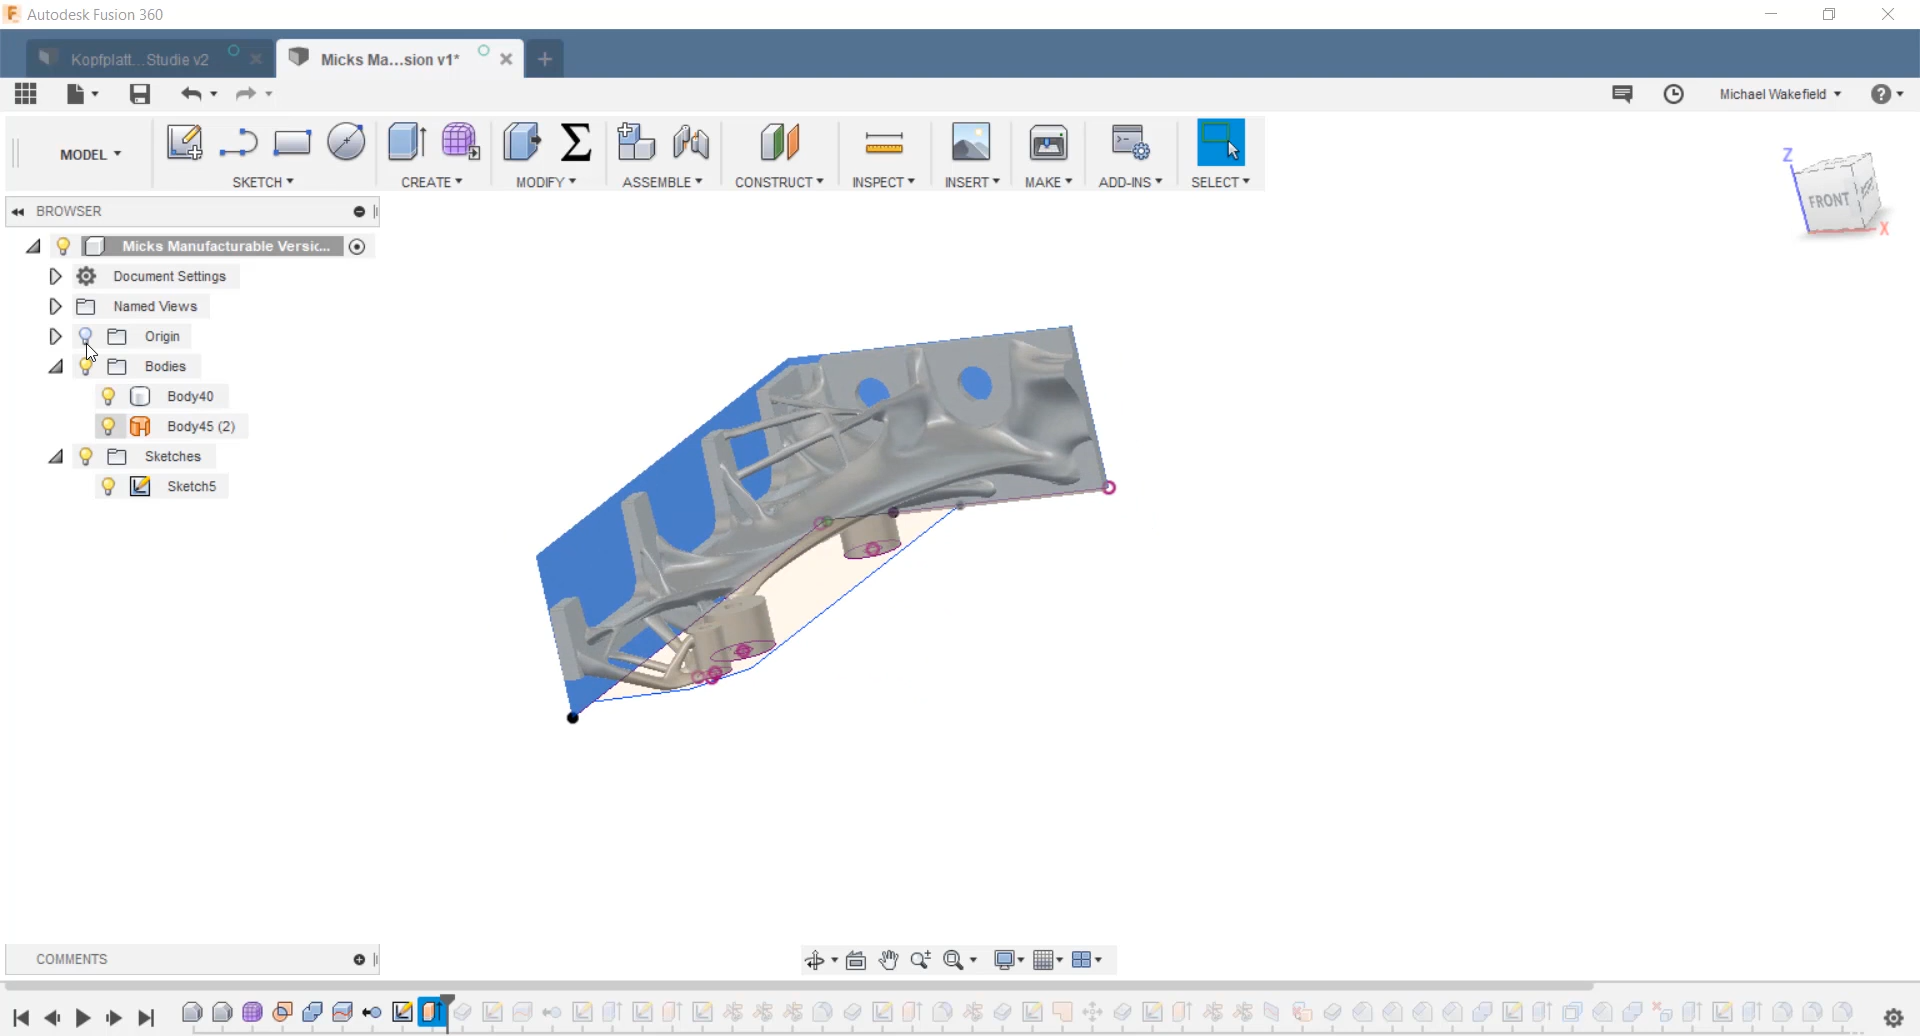 Autodesk Fusion 360
Kopfplatt...Studie v2
Micks Ma...sion v1*
Michael Wakefield
MODEL
SKETCH
CREATE
MODIFY
ASSEMBLE
CONSTRUCT
INSPECT
INSERT
MAKE
ADD-INS
SELECT
Z
FRONT
X
BROWSER
Micks Manufacturable Versic...
Document Settings
Named Views
Origin
Bodies
Body40
Body45 (2)
Sketches
Sketch5
COMMENTS